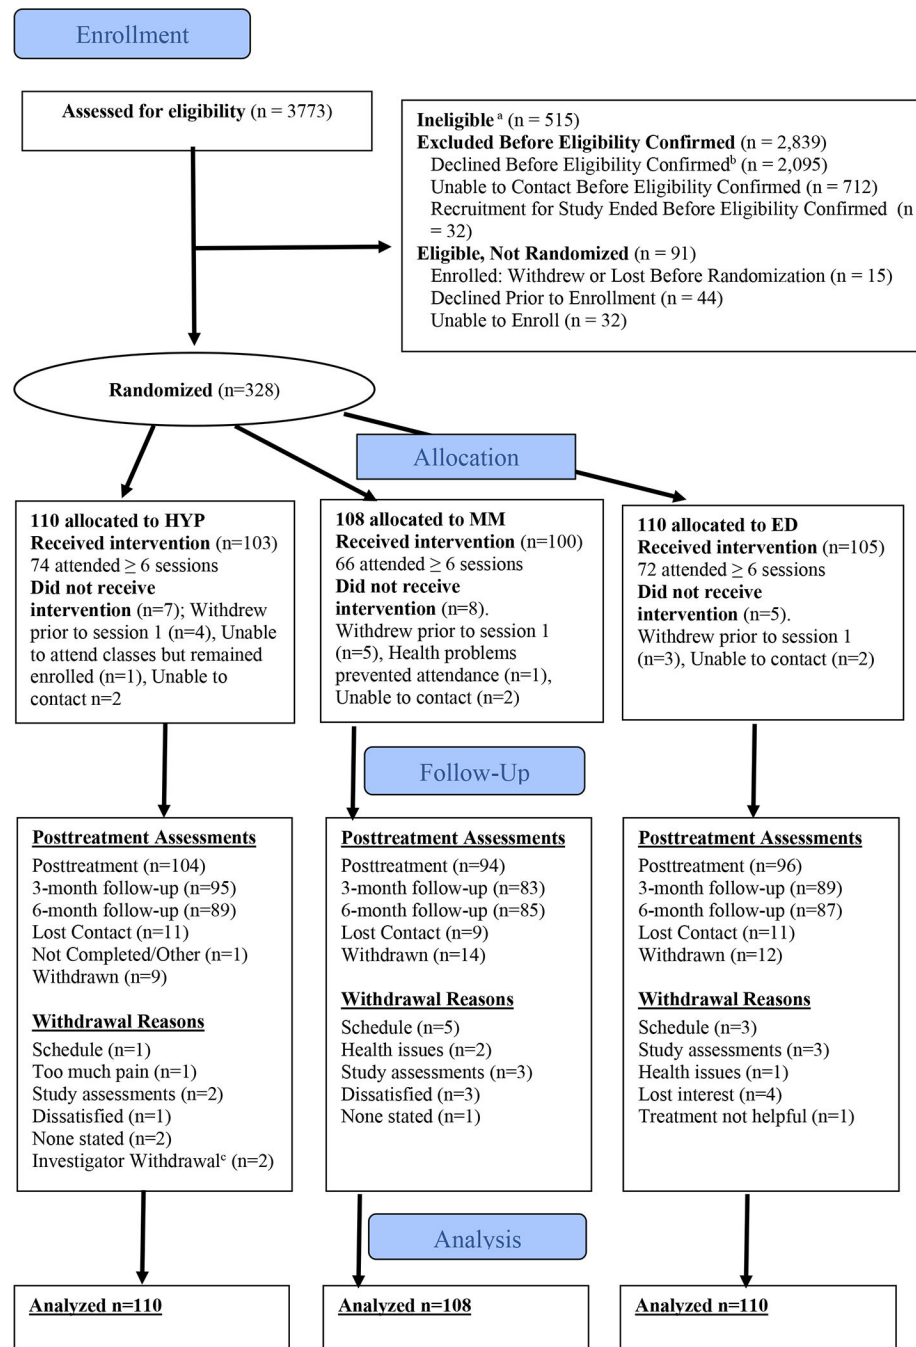 Enrollment
Assessed for eligibility (n = 3773)
Ineligible ᵃ (n = 515)
Excluded Before Eligibility Confirmed (n = 2,839)
Declined Before Eligibility Confirmedᵇ (n = 2,095)
Unable to Contact Before Eligibility Confirmed (n = 712)
Recruitment for Study Ended Before Eligibility Confirmed (n
= 32)
Eligible, Not Randomized (n = 91)
Enrolled: Withdrew or Lost Before Randomization (n = 15)
Declined Prior to Enrollment (n = 44)
Unable to Enroll (n = 32)
Randomized (n=328)
Allocation
110 allocated to HYP
Received intervention (n=103)
74 attended ≥ 6 sessions
Did not receive
intervention (n=7); Withdrew
prior to session 1 (n=4), Unable
to attend classes but remained
enrolled (n=1), Unable to
contact n=2
108 allocated to MM
Received intervention (n=100)
66 attended ≥ 6 sessions
Did not receive
intervention (n=8).
Withdrew prior to session 1
(n=5), Health problems
prevented attendance (n=1),
Unable to contact (n=2)
110 allocated to ED
Received intervention (n=105)
72 attended ≥ 6 sessions
Did not receive
intervention (n=5).
Withdrew prior to session 1
(n=3), Unable to contact (n=2)
Follow-Up
Posttreatment Assessments
Posttreatment (n=104)
3-month follow-up (n=95)
6-month follow-up (n=89)
Lost Contact (n=11)
Not Completed/Other (n=1)
Withdrawn (n=9)
Withdrawal Reasons
Schedule (n=1)
Too much pain (n=1)
Study assessments (n=2)
Dissatisfied (n=1)
None stated (n=2)
Investigator Withdrawalᶜ (n=2)
Posttreatment Assessments
Posttreatment (n=94)
3-month follow-up (n=83)
6-month follow-up (n=85)
Lost Contact (n=9)
Withdrawn (n=14)
Withdrawal Reasons
Schedule (n=5)
Health issues (n=2)
Study assessments (n=3)
Dissatisfied (n=3)
None stated (n=1)
Posttreatment Assessments
Posttreatment (n=96)
3-month follow-up (n=89)
6-month follow-up (n=87)
Lost Contact (n=11)
Withdrawn (n=12)
Withdrawal Reasons
Schedule (n=3)
Study assessments (n=3)
Health issues (n=1)
Lost interest (n=4)
Treatment not helpful (n=1)
Analysis
Analyzed n=110
Analyzed n=108
Analyzed n=110